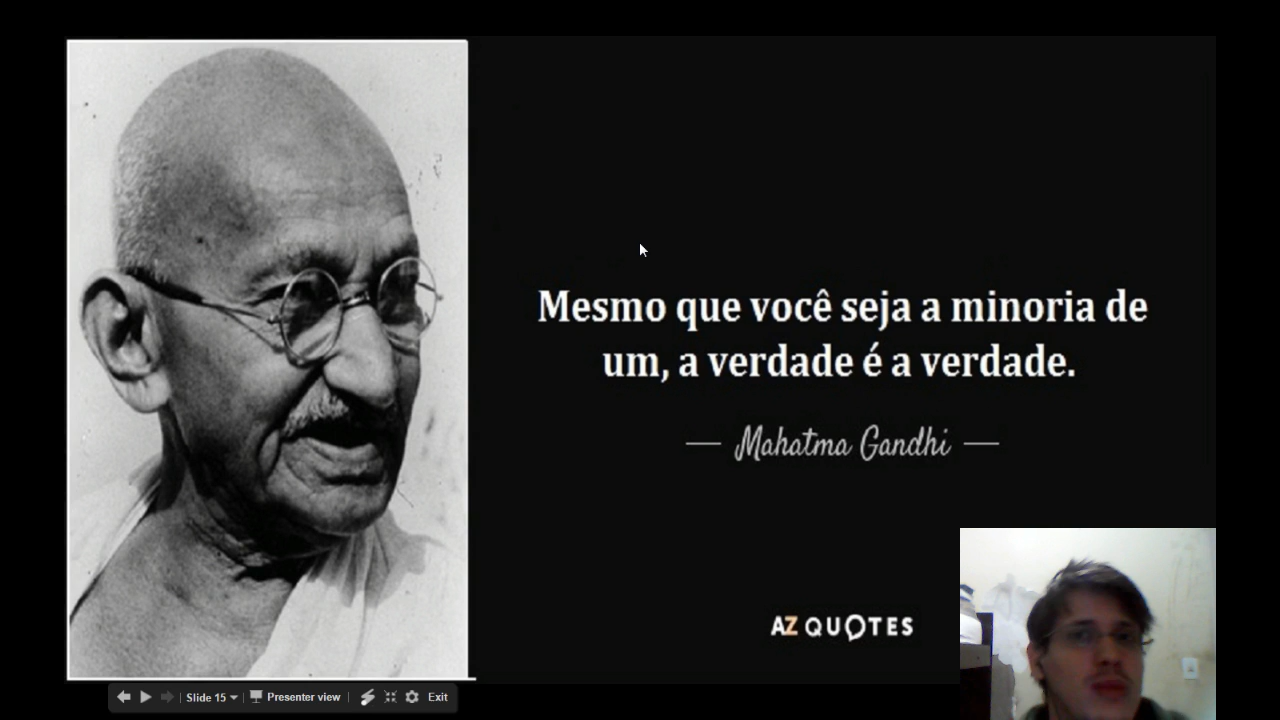 Mesmo que você seja a minoria de
um, a verdade é a verdade.
Mahatma Gandhi
AZ QUOTES
Slide 15
Presenter view
Exit